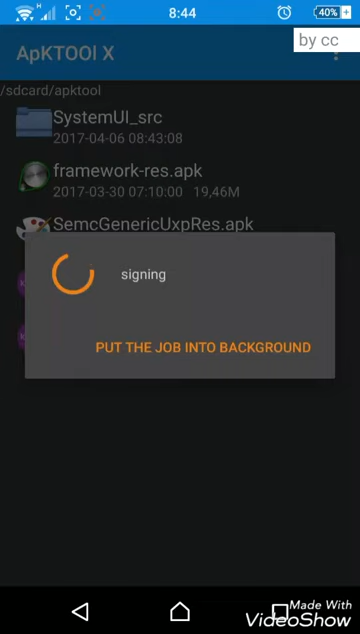 H
8:44
40%
by cc
ApKTOOl X
/sdcard/apktool
SystemUI_src
2017-04-06 08:43:08
framework-res.apk
2017-03-30 07:10:00 19,46M
SemcGenericUxpRes.apk
signing
PUT THE JOB INTO BACKGROUND
Made With
VideoShow